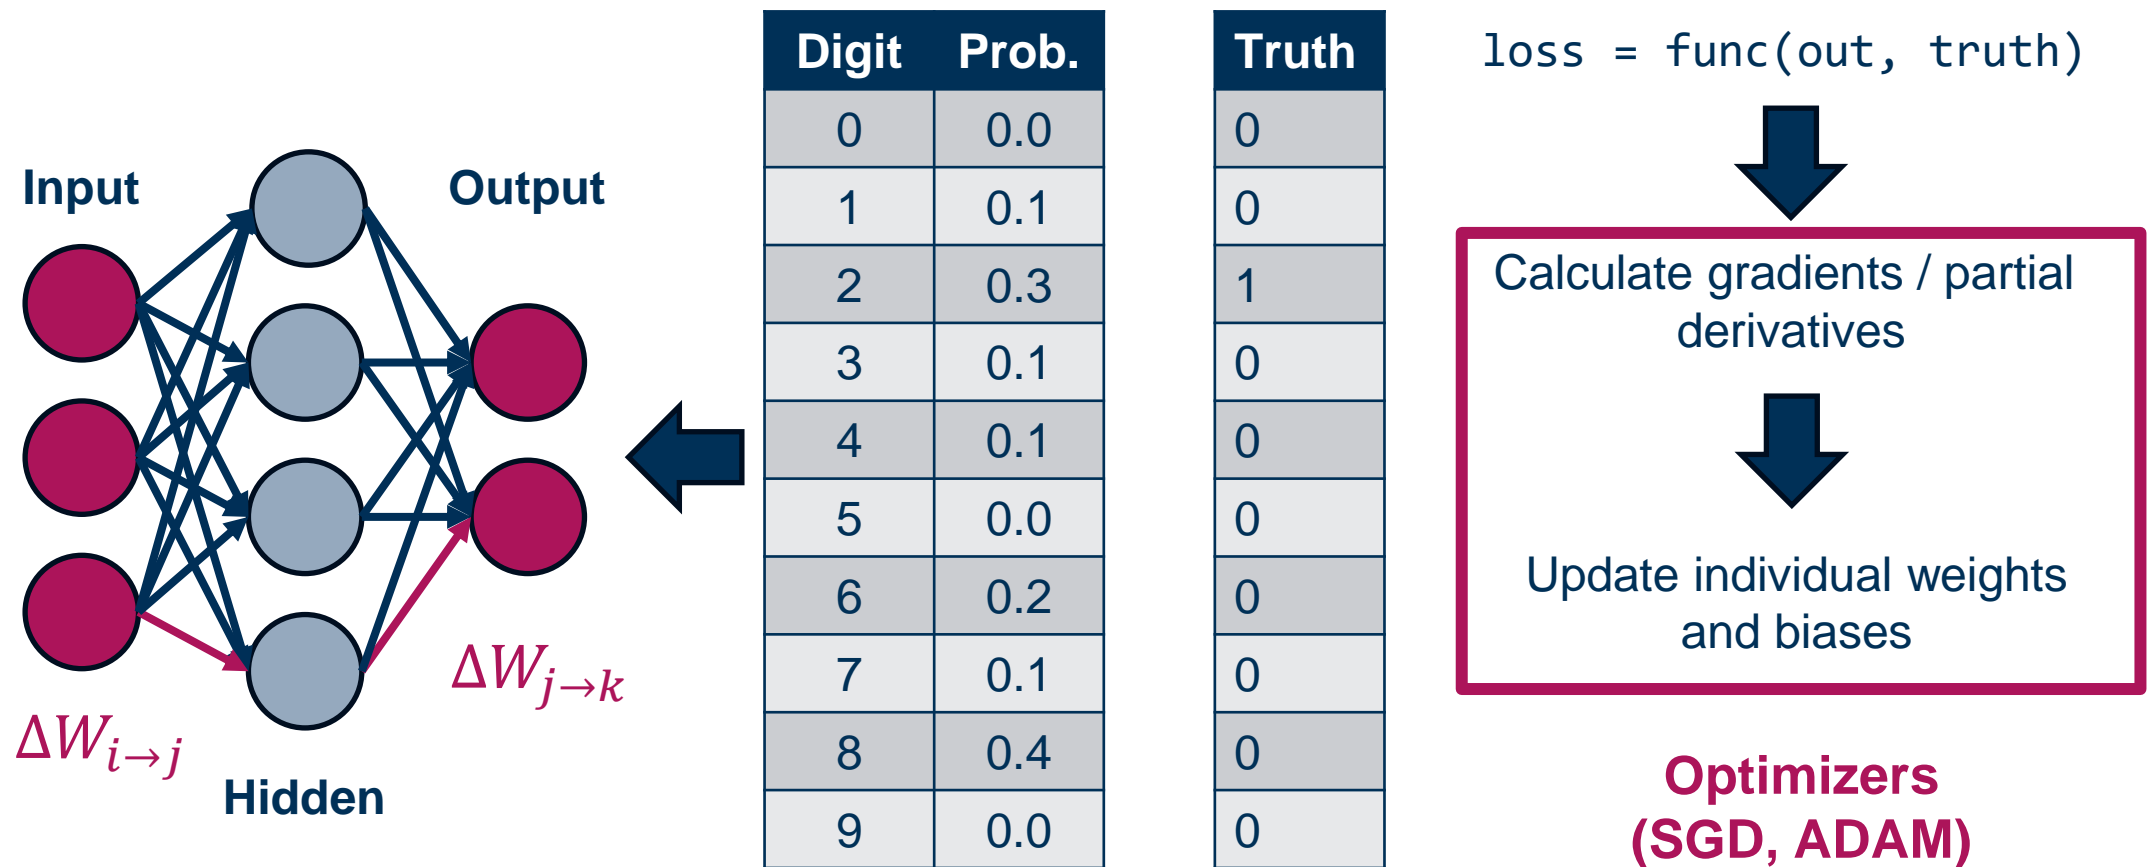 Input
Output
ΔW_{i→j}
ΔW_{j→k}
Hidden
Digit Prob.
0 0.0
1 0.1
2 0.3
3 0.1
4 0.1
5 0.0
6 0.2
7 0.1
8 0.4
9 0.0
Truth
0
0
1
0
0
0
0
0
0
0
loss = func(out, truth)
Calculate gradients / partial
derivatives
Update individual weights
and biases
Optimizers
(SGD, ADAM)